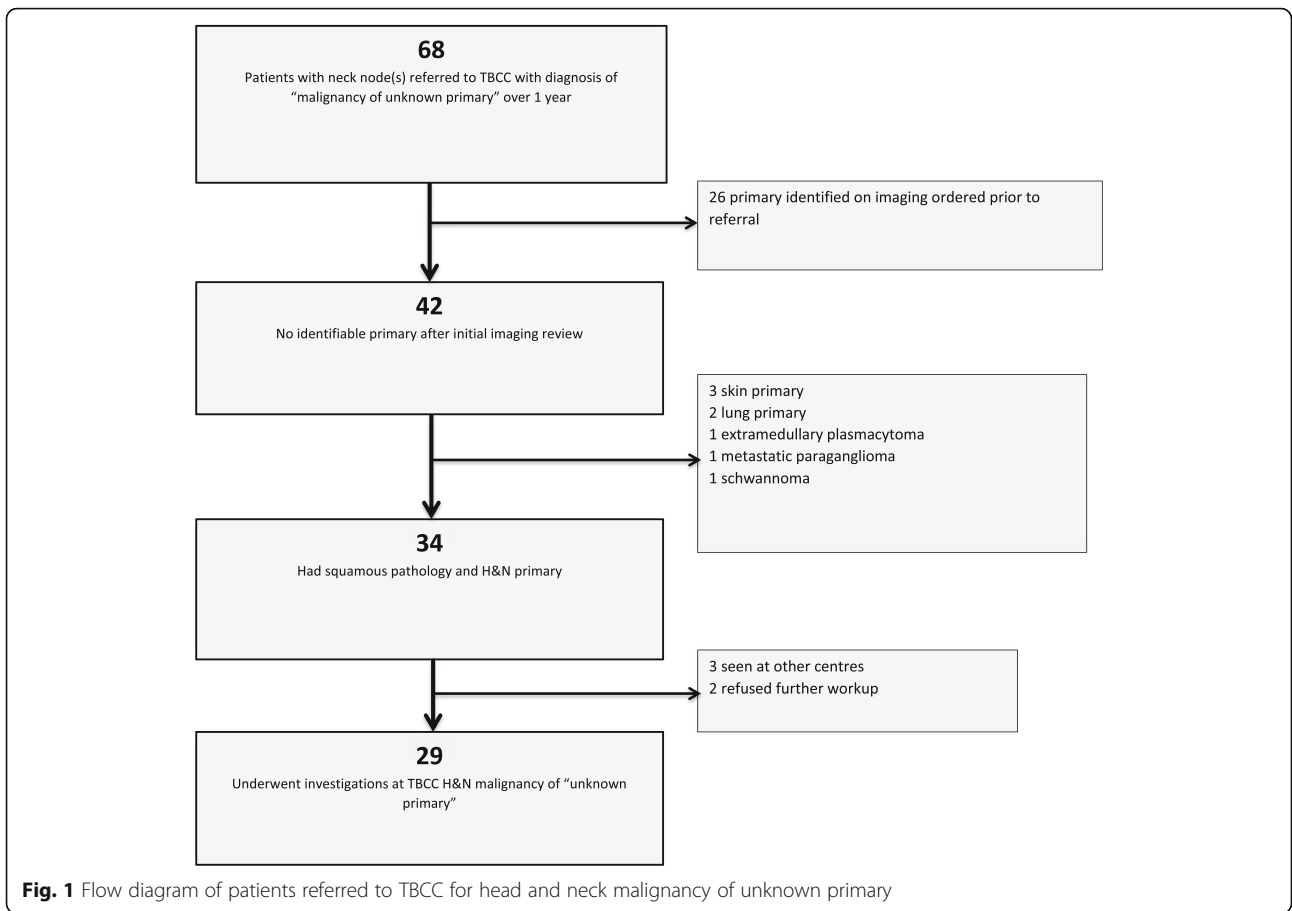 68
Patients with neck node(s) referred to TBCC with diagnosis of
“malignancy of unknown primary” over 1 year
26 primary identified on imaging ordered prior to
referral
42
No identifiable primary after initial imaging review
3 skin primary
2 lung primary
1 extramedullary plasmacytoma
1 metastatic paraganglioma
1 schwannoma
34
Had squamous pathology and H&N primary
3 seen at other centres
2 refused further workup
29
Underwent investigations at TBCC H&N malignancy of “unknown
primary”
Fig. 1 Flow diagram of patients referred to TBCC for head and neck malignancy of unknown primary